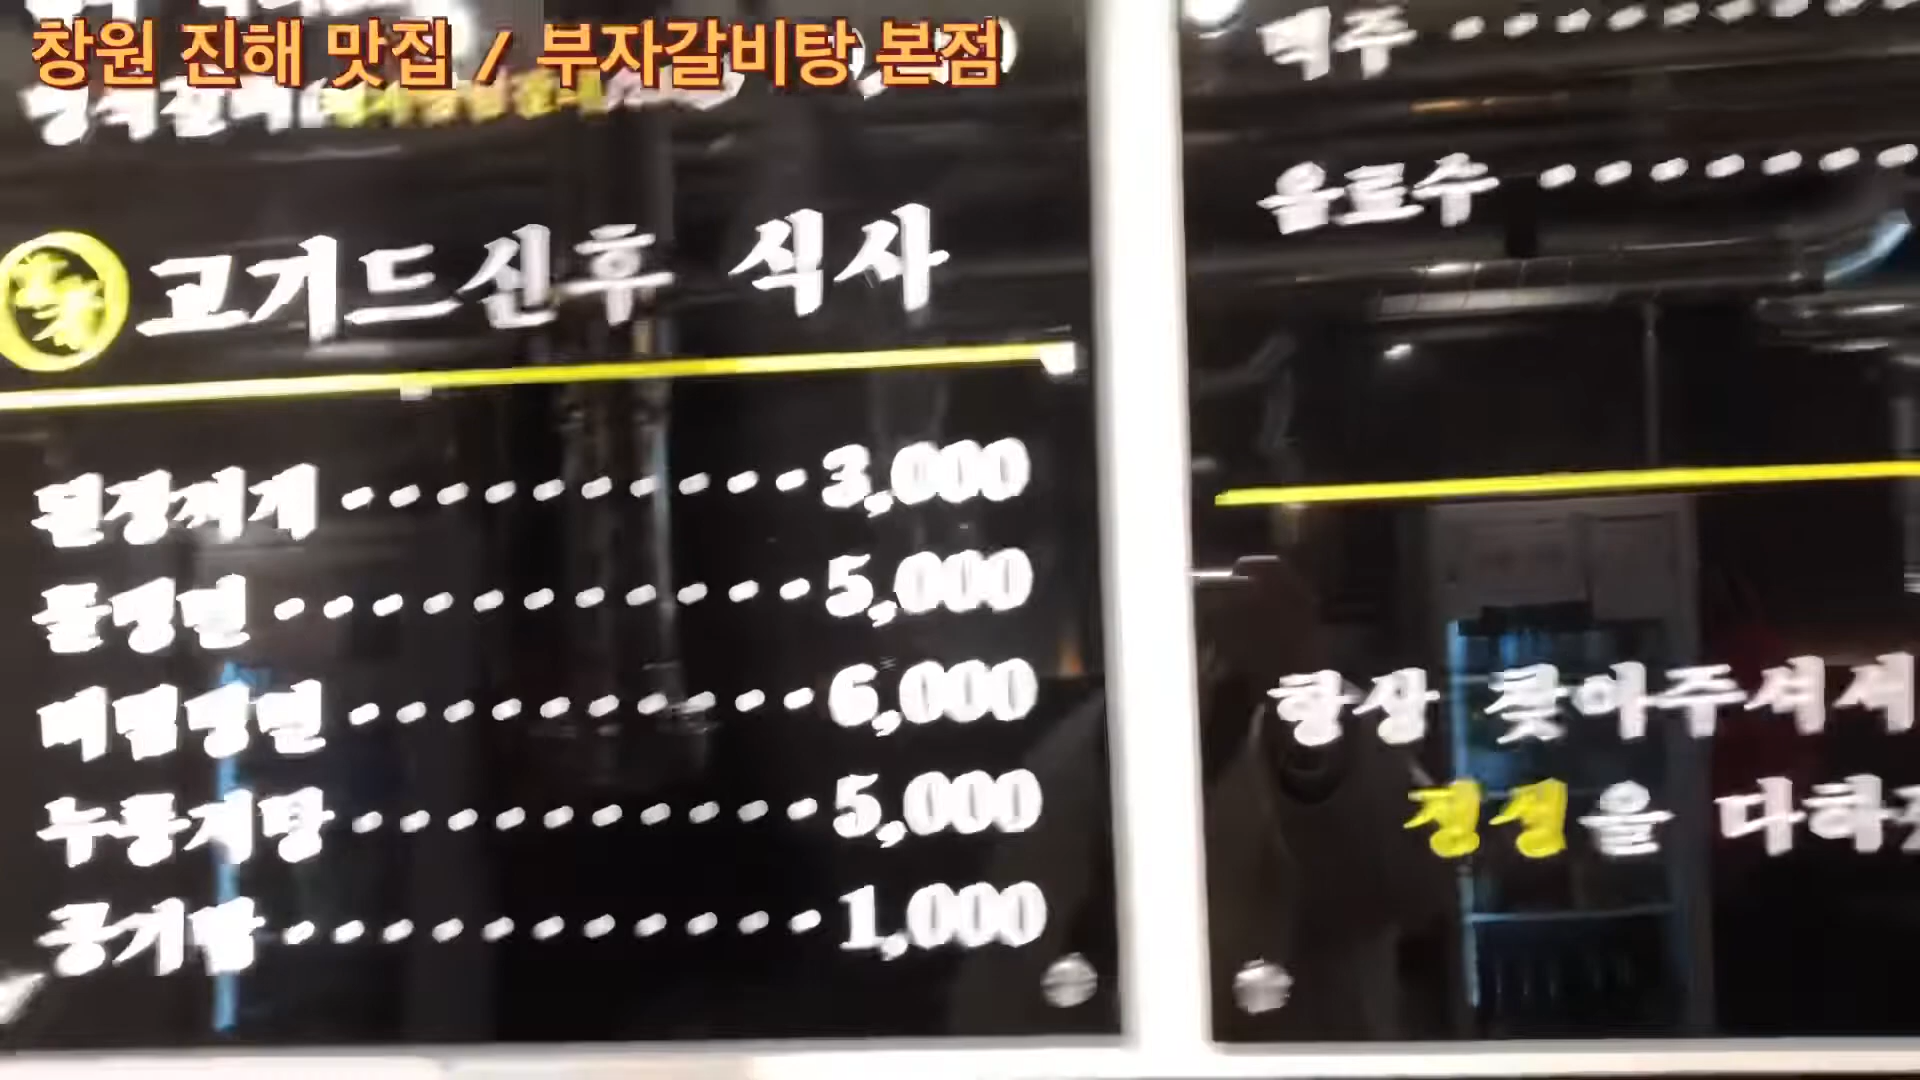 창원 진해 맛집 / 부자갈비탕 본점
고기드신후 식사
된장찌개 3,000
물냉면 5,000
비빔냉면 6,000
누룽지탕 5,000
공기밥 1,000
맥주
음료수
항상 찾아주셔서
정성을 다하